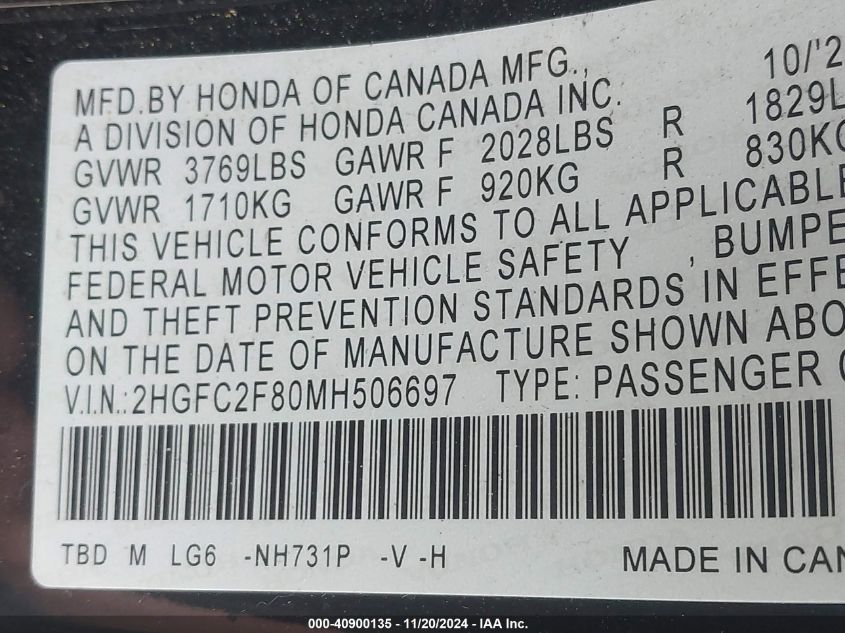 MFD.BY HONDA OF CANADA MFG., 10/'2
A DIVISION OF HONDA CANADA INC.
GVWR 3769LBS GAWR F 2028LBS R 1829L
GVWR 1710KG GAWR F 920KG R 830KG
THIS VEHICLE CONFORMS TO ALL APPLICABLE
FEDERAL MOTOR VEHICLE SAFETY , BUMPE
AND THEFT PREVENTION STANDARDS IN EFFE
ON THE DATE OF MANUFACTURE SHOWN ABO
V.I.N.:2HGFC2F80MH506697 TYPE:PASSENGER
TBD M LG6 -NH731P -V -H MADE IN CAN
000-40900135 - 11/20/2024 - IAA Inc.